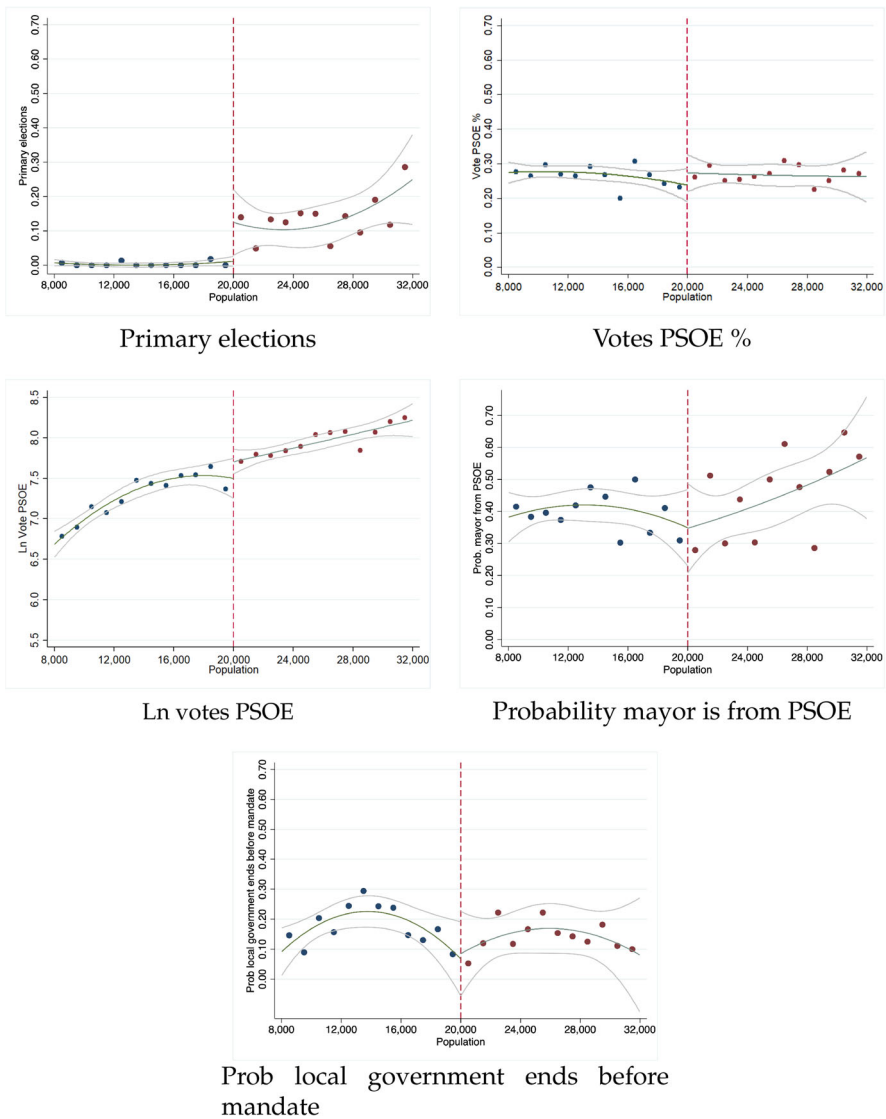 0.70
0.60
0.50
0.40
0.30
0.20
0.10
0.00
Primary elections
8,000 12,000 16,000 20,000 24,000 28,000 32,000
Population
Primary elections
0.70
0.60
0.50
0.40
0.30
0.20
0.10
0.00
Vote PSOE %
8,000 12,000 16,000 20,000 24,000 28,000 32,000
Population
Votes PSOE %
8.5
8.0
7.5
7.0
6.5
6.0
5.5
Ln Vote PSOE
8,000 12,000 16,000 20,000 24,000 28,000 32,000
Population
Ln votes PSOE
0.70
0.60
0.50
0.40
0.30
0.20
0.10
0.00
Prob. mayor from PSOE
8,000 12,000 16,000 20,000 24,000 28,000 32,000
Population
Probability mayor is from PSOE
0.70
0.60
0.50
0.40
0.30
0.20
0.10
0.00
Prob local government ends before mandate
8,000 12,000 16,000 20,000 24,000 28,000 32,000
Population
Prob local government ends before
mandate